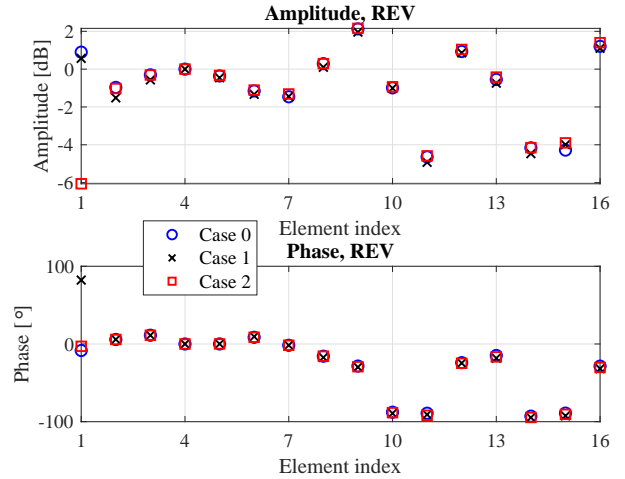 Amplitude, REV
Amplitude [dB]
2
0
-2
-4
-6
1 4 7 10 13 16
Element index
Case 0
Case 1
Case 2
Phase, REV
Phase [ °]
100
0
-100
1 4 7 10 13 16
Element index